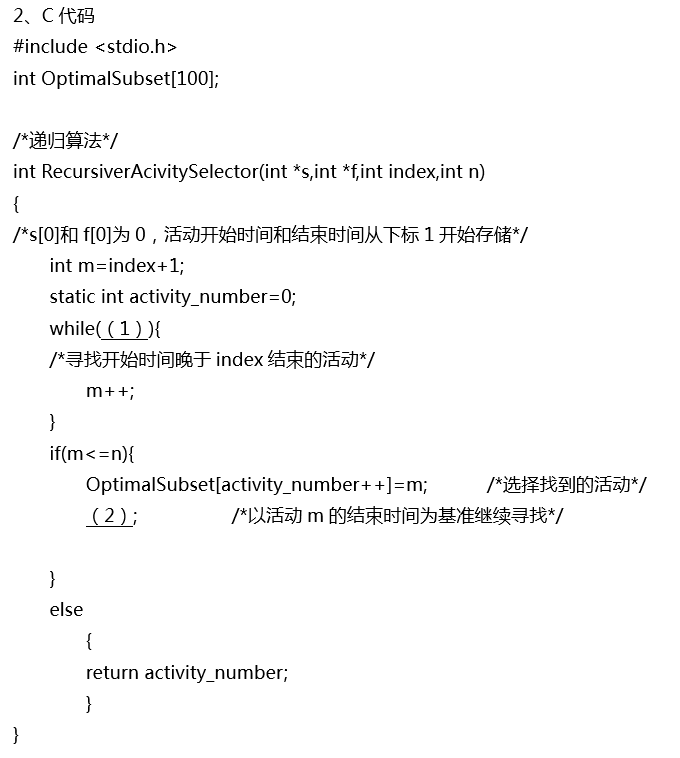 2、C 代码
#include <stdio.h>
int OptimalSubset[100];
/*递归算法*/
int RecursiverAcivitySelector(int *s,int *f,int index,int n)
{
/*s[0]和 f[0]为 0，活动开始时间和结束时间从下标 1 开始存储*/
int m=index+1;
static int activity_number=0;
while(（1）){
/*寻找开始时间晚于 index 结束的活动*/
m++;
}
if(m<=n){
OptimalSubset[activity_number++]=m; /*选择找到的活动*/
（2）; /*以活动 m 的结束时间为基准继续寻找*/
}
else
{
return activity_number;
}
}